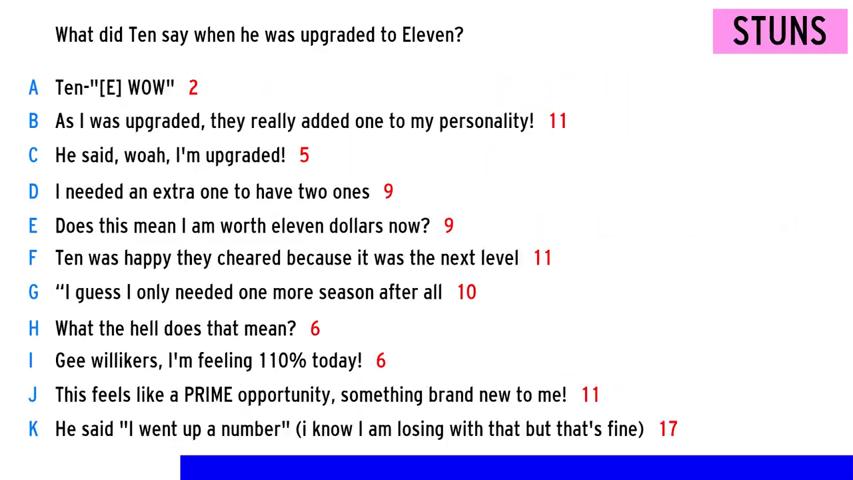 What did Ten say when he was upgraded to Eleven?
STUNS
A Ten-"[E] WOW" 2
B As I was upgraded, they really added one to my personality! 11
C He said, woah, I'm upgraded! 5
D I needed an extra one to have two ones 9
E Does this mean I am worth eleven dollars now? 9
F Ten was happy they cheared because it was the next level 11
G “I guess I only needed one more season after all 10
H What the hell does that mean? 6
I Gee willikers, I'm feeling 110% today! 6
J This feels like a PRIME opportunity, something brand new to me! 11
K He said "I went up a number" (i know I am losing with that but that's fine) 17